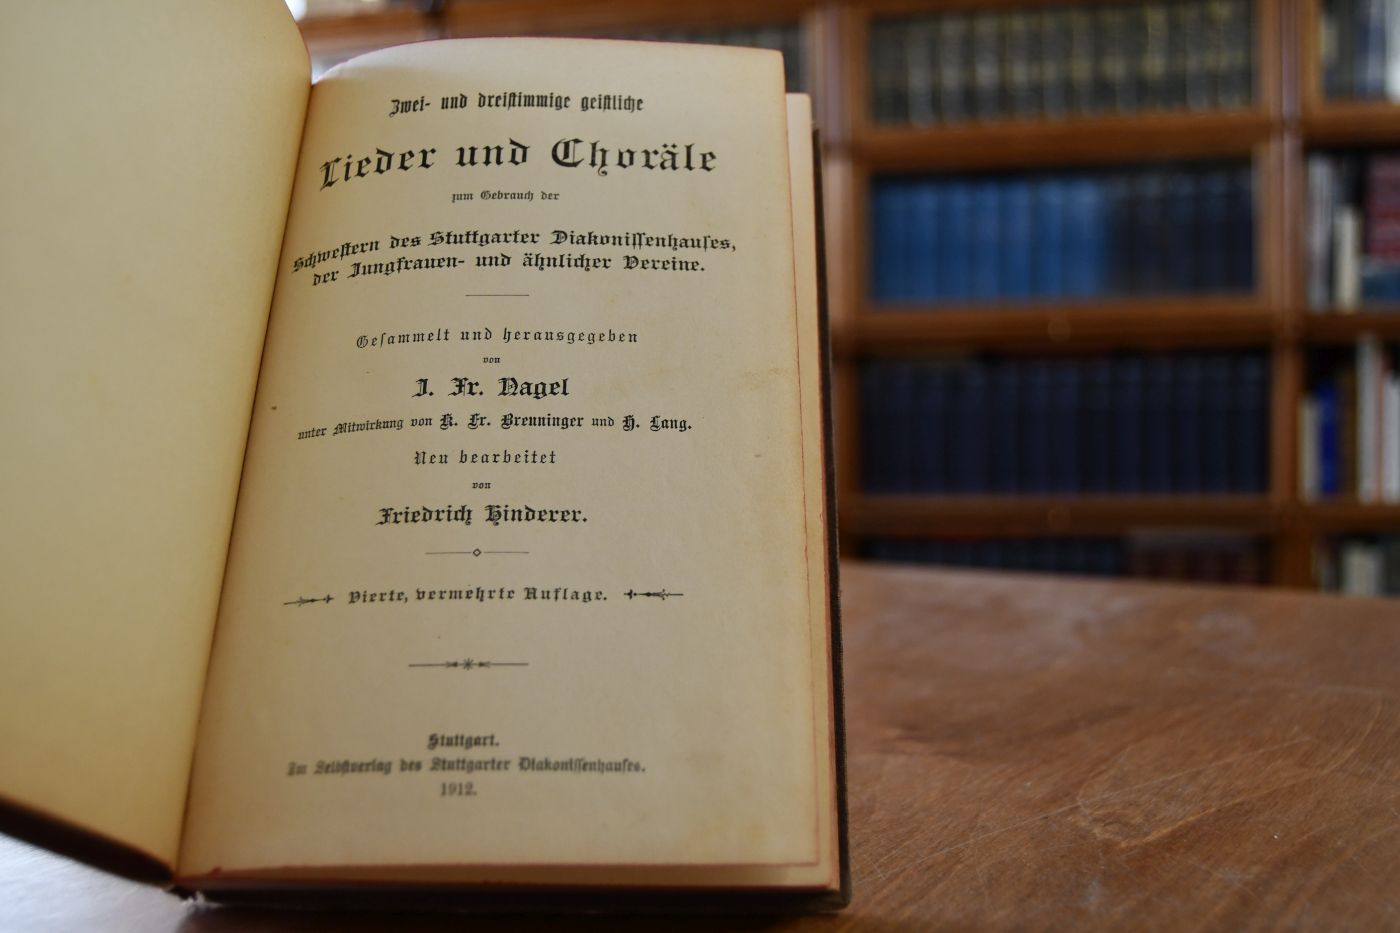 Zwei- und dreistimmige geistliche
Lieder und Choräle
zum Gebrauch der
Schwestern des Stuttgarter Diakonissenhauses,
der Jungfrauen- und ähnlicher Vereine.
Gesammelt und herausgegeben
von
J. Fr. Nagel
unter Mitwirkung von K. Fr. Brenninger und H. Lang.
Neu bearbeitet
von
Friedrich Hinderer.
Vierte, vermehrte Auflage.
Stuttgart.
Im Selbstverlag des Stuttgarter Diakonissenhauses.
1912.